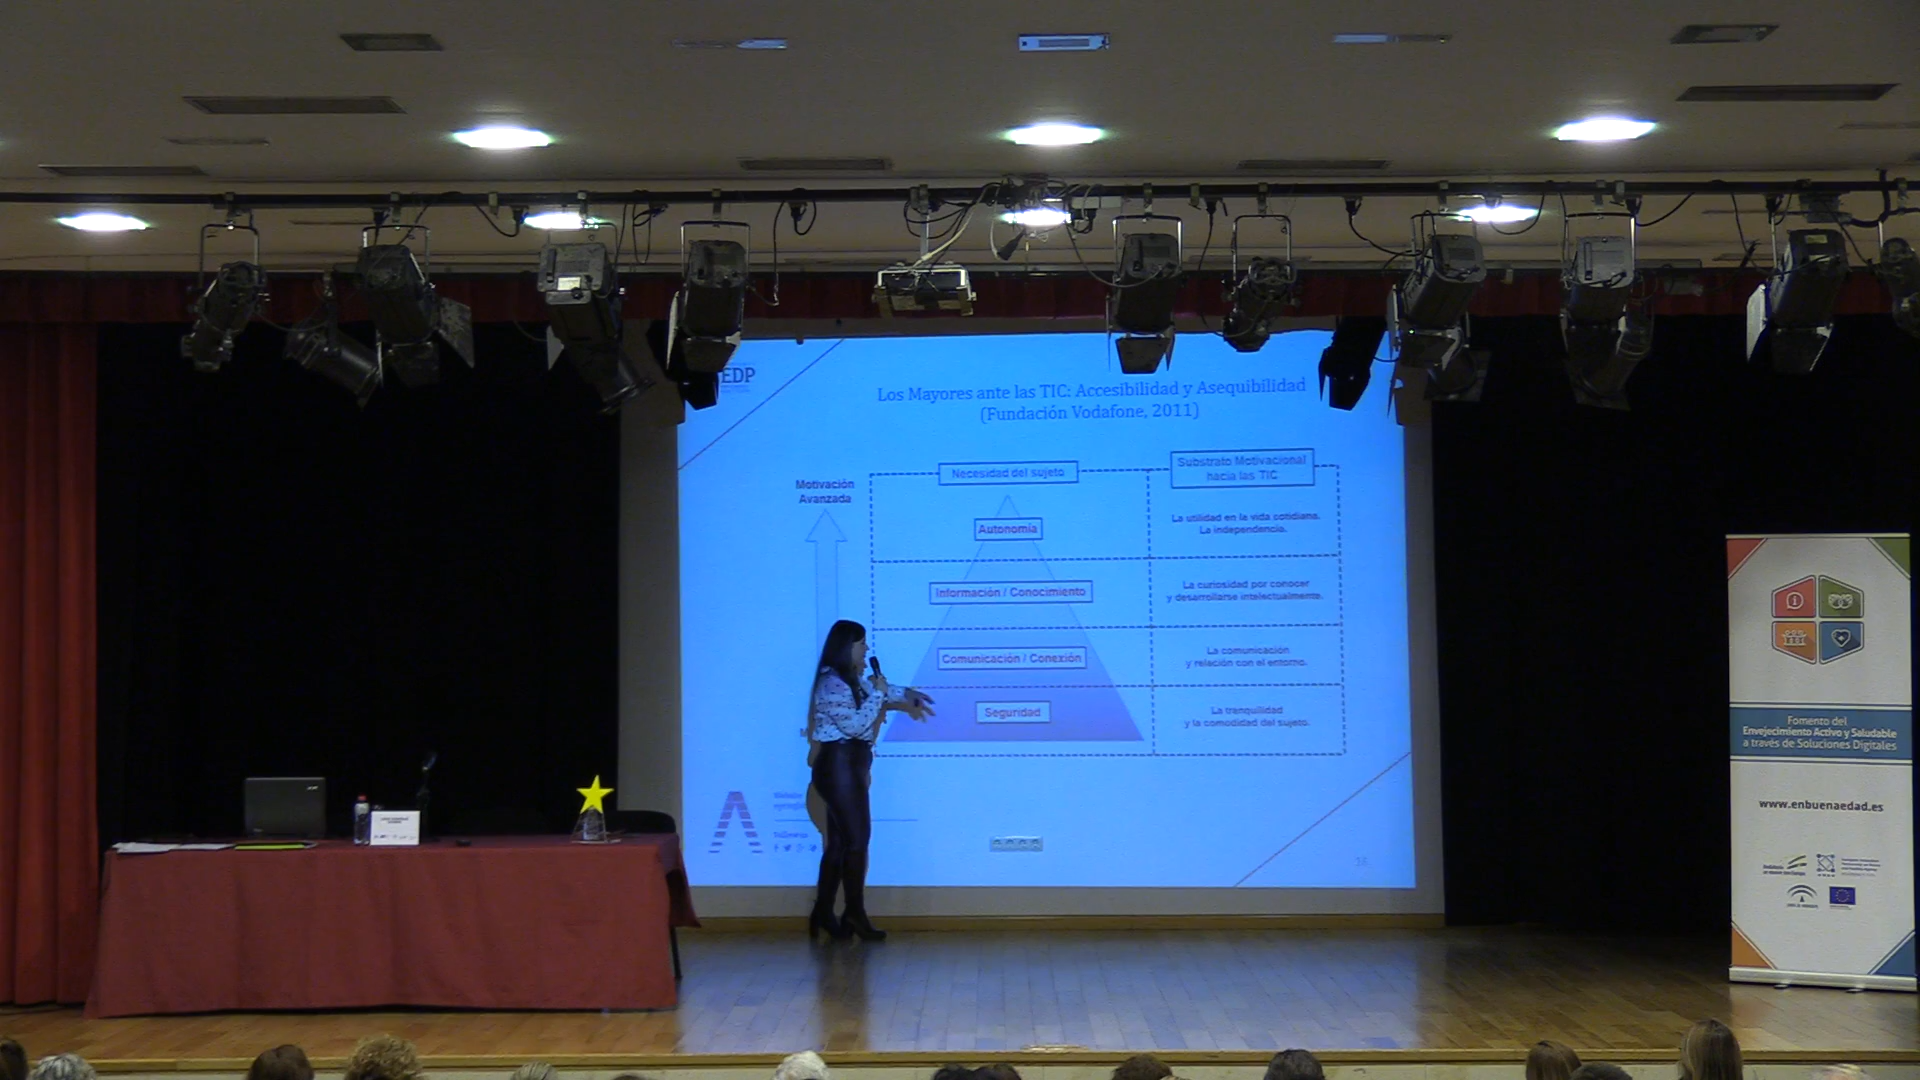 EDP
Los Mayores ante las TIC: Accesibilidad y Asequibilidad
(Fundación Vodafone, 2011)
Motivación
Avanzada
Necesidad del sujeto
Substrato Motivacional
hacia las TIC
Autonomía
La utilidad en la vida cotidiana.
La independencia.
Información / Conocimiento
La curiosidad por conocer
y desarrollarse intelectualmente.
Comunicación / Conexión
La comunicación
y relación con el entorno.
Seguridad
La tranquilidad
y la comodidad del sujeto.
16
Fomento del
Envejecimiento Activo y Saludable
a través de Soluciones Digitales
www.enbuenaedad.es